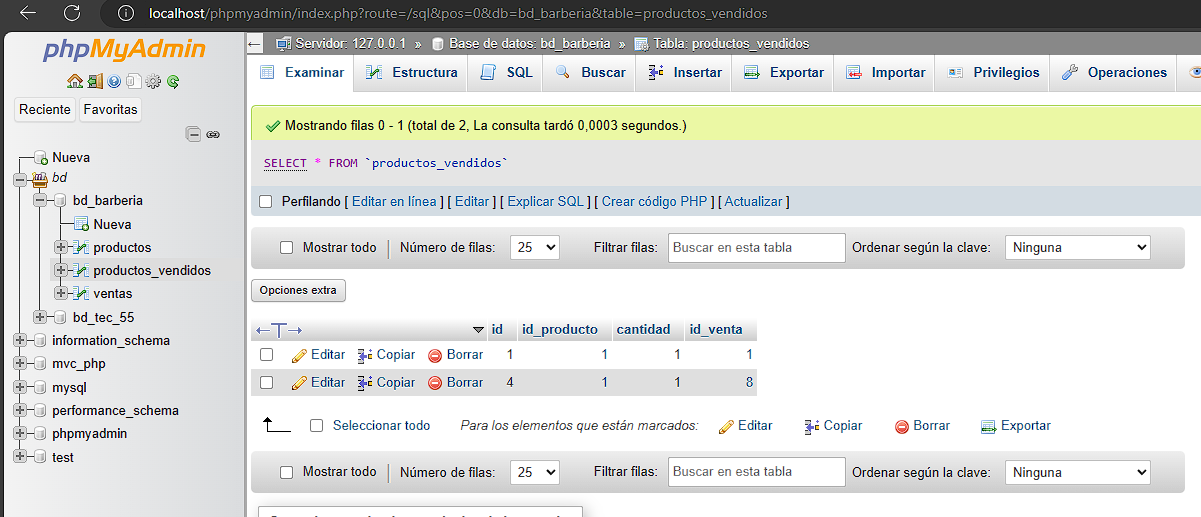 localhost/phpmyadmin/index.php?route=/sql&pos=0&db=bd_barberia&table=productos_vendidos
phpMyAdmin
Reciente Favoritas
Nueva
bd
bd_barberia
Nueva
productos
productos_vendidos
ventas
bd_tec_55
information_schema
mvc_php
mysql
performance_schema
phpmyadmin
test
Servidor: 127.0.0.1 » Base de datos: bd_barberia » Tabla: productos_vendidos
Examinar Estructura SQL Buscar Insertar Exportar Importar Privilegios Operaciones
Mostrando filas 0 - 1 (total de 2, La consulta tardó 0,0003 segundos.)
SELECT * FROM `productos_vendidos`
Perfilando [ Editar en línea ] [ Editar ] [ Explicar SQL ] [ Crear código PHP ] [ Actualizar ]
Mostrar todo Número de filas: 25 Filtrar filas: Buscar en esta tabla Ordenar según la clave: Ninguna
Opciones extra
id id_producto cantidad id_venta
Editar Copiar Borrar 1 1 1 1
Editar Copiar Borrar 4 1 1 8
Seleccionar todo Para los elementos que están marcados: Editar Copiar Borrar Exportar
Mostrar todo Número de filas: 25 Filtrar filas: Buscar en esta tabla Ordenar según la clave: Ninguna